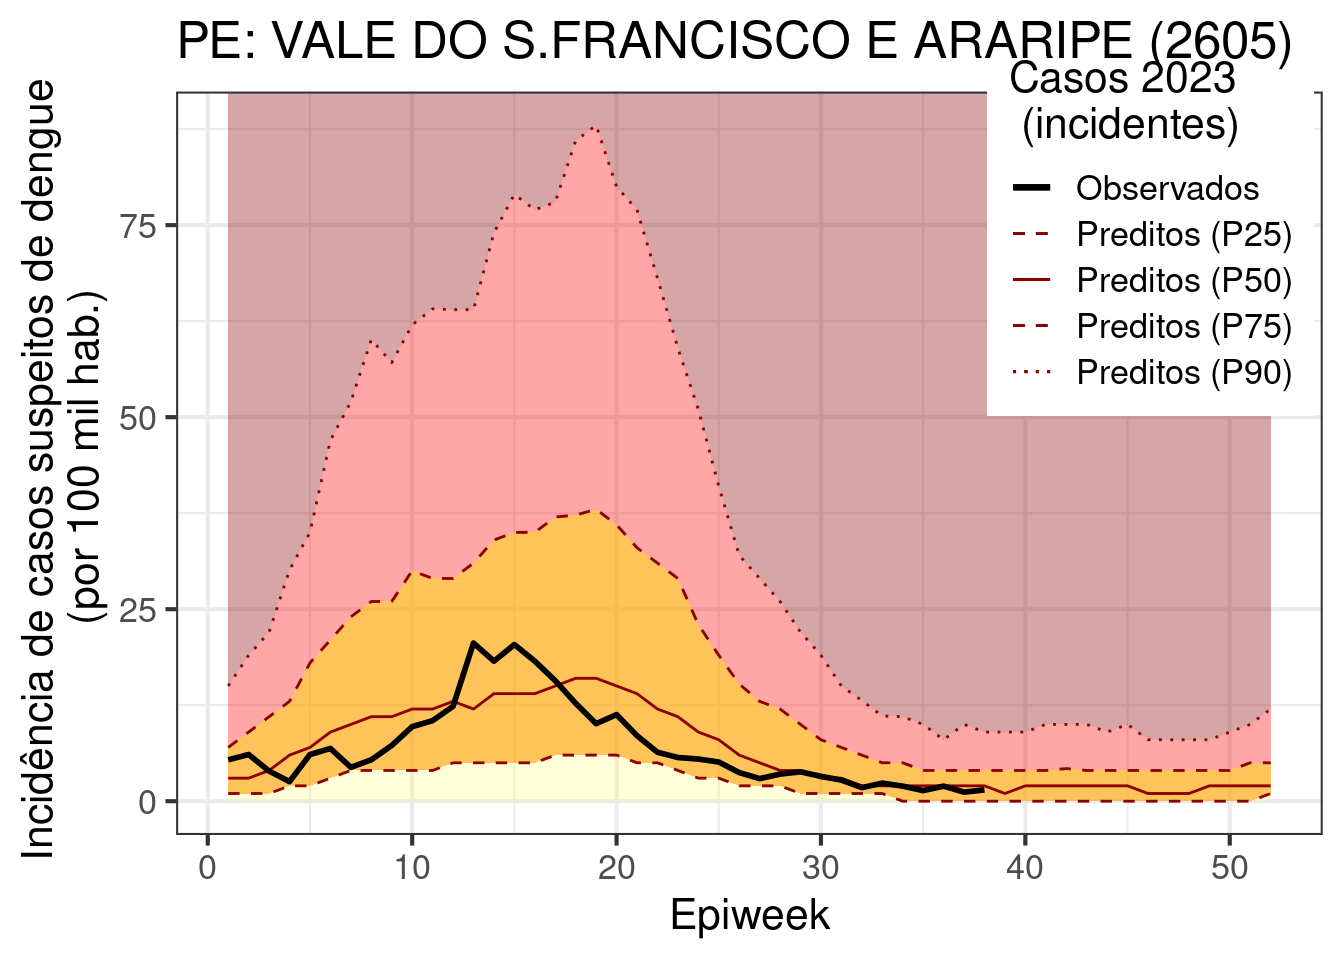 PE: VALE DO S.FRANCISCO E ARARIPE (2605)
Casos 2023
(incidentes)
Observados
Preditos (P25)
Preditos (P50)
Preditos (P75)
Preditos (P90)
Incidência de casos suspeitos de dengue
(por 100 mil hab.)
75
50
25
0
0 10 20 30 40 50
Epiweek